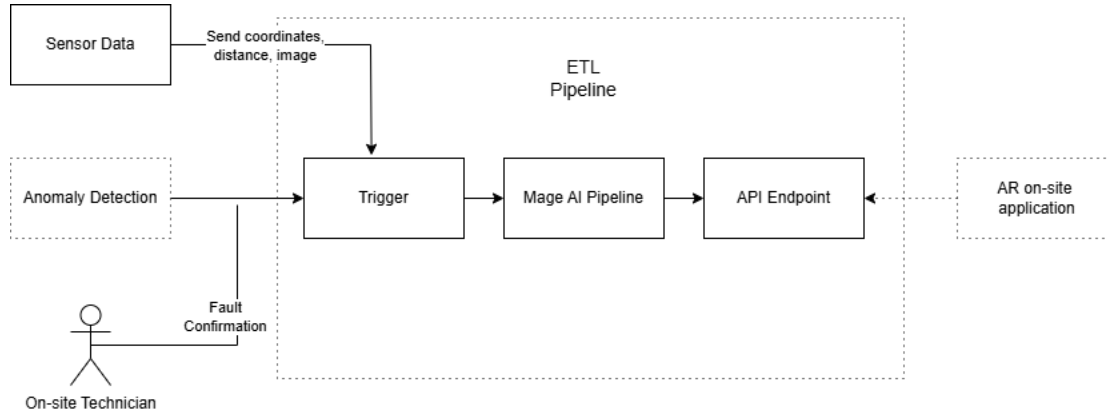 Sensor Data
Send coordinates,
distance, image
ETL
Pipeline
Anomaly Detection
Trigger
Mage AI Pipeline
API Endpoint
AR on-site
application
Fault
Confirmation
On-site Technician